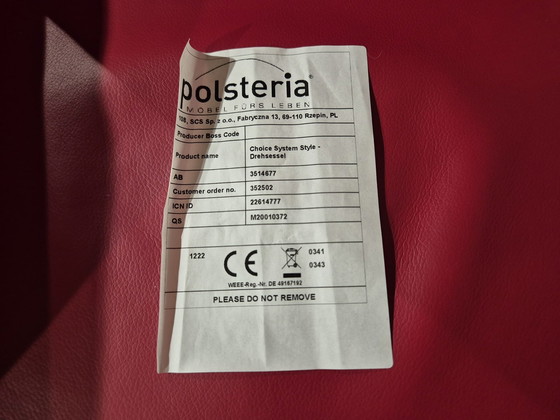 polsteria®
MÖBEL FÜRS LEBEN
SCS Sp. z o.o., Fabryczna 13, 69-110 Rzepin, PL
Producer Boss Code
Product name Choice System Style -
Drehsessel
AB 3514677
Customer order no. 352502
ICN ID 22614777
QS M20010372
1222 CE 0341
0343
WEEE-Reg.-Nr. DE 49187192
PLEASE DO NOT REMOVE